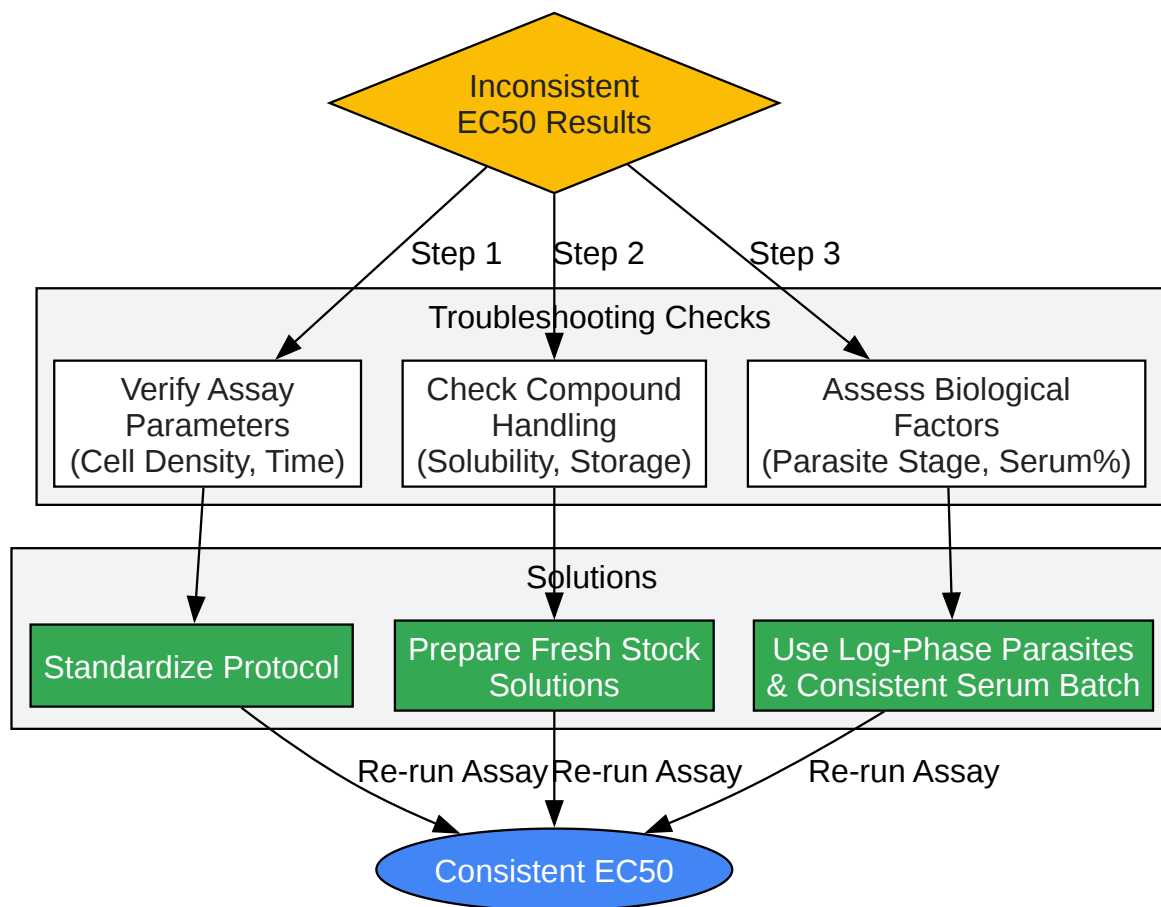 Inconsistent
EC50 Results
Step 1
Step 2
Step 3
Troubleshooting Checks
Verify Assay
Parameters
(Cell Density, Time)
Check Compound
Handling
(Solubility, Storage)
Assess Biological
Factors
(Parasite Stage, Serum%)
Solutions
Standardize Protocol
Prepare Fresh Stock
Solutions
Use Log-Phase Parasites
& Consistent Serum Batch
Re-run Assay
Re-run Assay
Re-run Assay
Consistent EC50